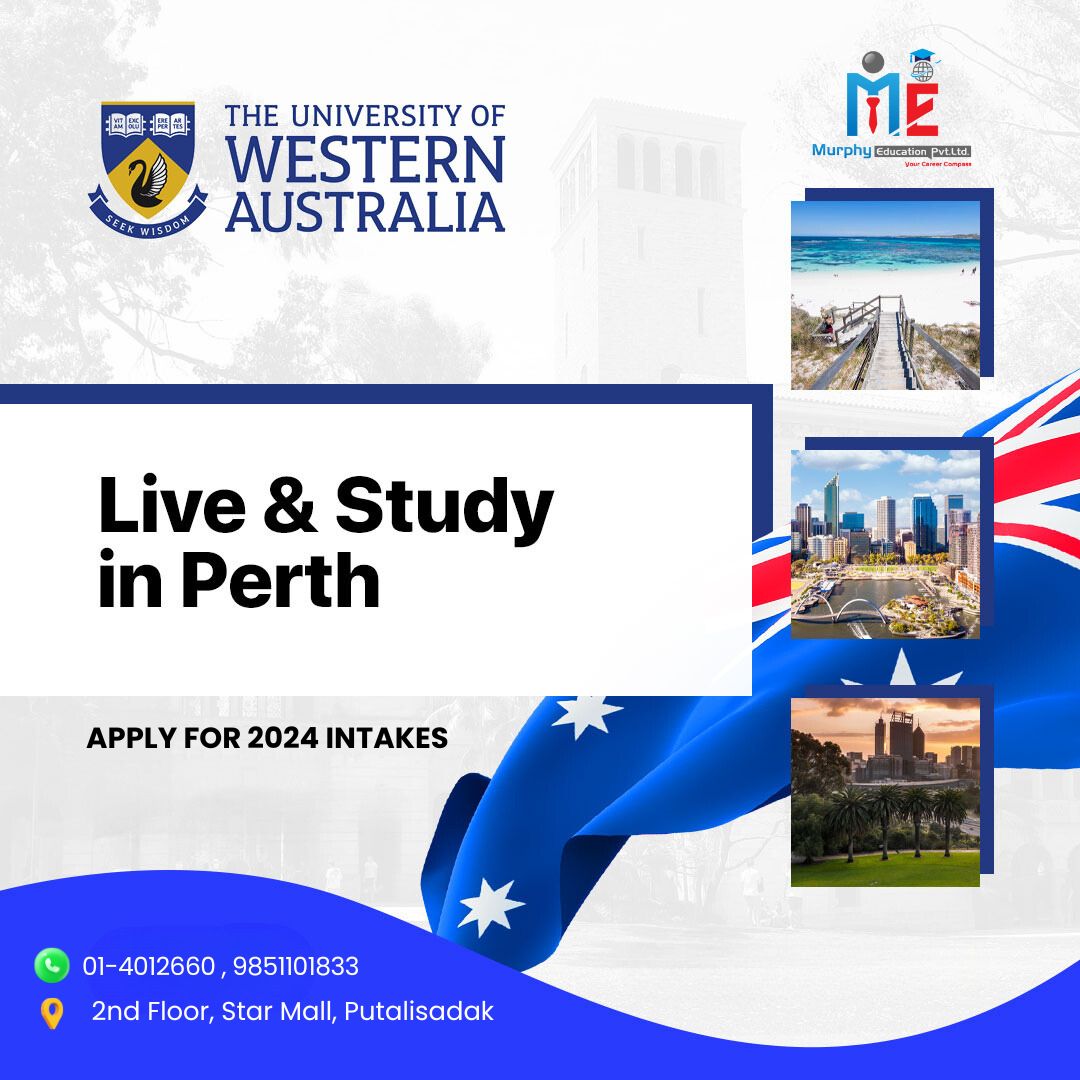 VIT EXC ERE AR
AM OLU PER TES
SEEK WISDOM
THE UNIVERSITY OF
WESTERN
AUSTRALIA
ME
Murphy Education Pvt.Ltd.
Your Career Compass
Live & Study
in Perth
APPLY FOR 2024 INTAKES
01-4012660 , 9851101833
2nd Floor, Star Mall, Putalisadak